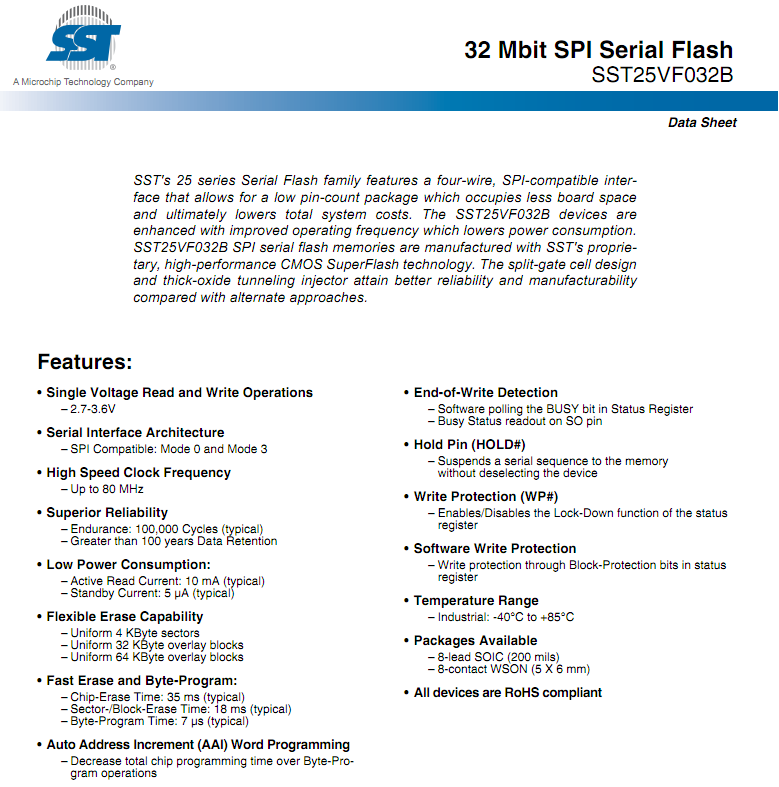 SST
®
A Microchip Technology Company
32 Mbit SPI Serial Flash
SST25VF032B
Data Sheet
SST's 25 series Serial Flash family features a four-wire, SPI-compatible inter-
face that allows for a low pin-count package which occupies less board space
and ultimately lowers total system costs. The SST25VF032B devices are
enhanced with improved operating frequency which lowers power consumption.
SST25VF032B SPI serial flash memories are manufactured with SST's proprie-
tary, high-performance CMOS SuperFlash technology. The split-gate cell design
and thick-oxide tunneling injector attain better reliability and manufacturability
compared with alternate approaches.
Features:
• Single Voltage Read and Write Operations
– 2.7-3.6V
• Serial Interface Architecture
– SPI Compatible: Mode 0 and Mode 3
• High Speed Clock Frequency
– Up to 80 MHz
• Superior Reliability
– Endurance: 100,000 Cycles (typical)
– Greater than 100 years Data Retention
• Low Power Consumption:
– Active Read Current: 10 mA (typical)
– Standby Current: 5 µA (typical)
• Flexible Erase Capability
– Uniform 4 KByte sectors
– Uniform 32 KByte overlay blocks
– Uniform 64 KByte overlay blocks
• Fast Erase and Byte-Program:
– Chip-Erase Time: 35 ms (typical)
– Sector-/Block-Erase Time: 18 ms (typical)
– Byte-Program Time: 7 µs (typical)
• Auto Address Increment (AAI) Word Programming
– Decrease total chip programming time over Byte-Pro-
gram operations
• End-of-Write Detection
– Software polling the BUSY bit in Status Register
– Busy Status readout on SO pin
• Hold Pin (HOLD#)
– Suspends a serial sequence to the memory
without deselecting the device
• Write Protection (WP#)
– Enables/Disables the Lock-Down function of the status
register
• Software Write Protection
– Write protection through Block-Protection bits in status
register
• Temperature Range
– Industrial: -40°C to +85°C
• Packages Available
– 8-lead SOIC (200 mils)
– 8-contact WSON (5 X 6 mm)
• All devices are RoHS compliant